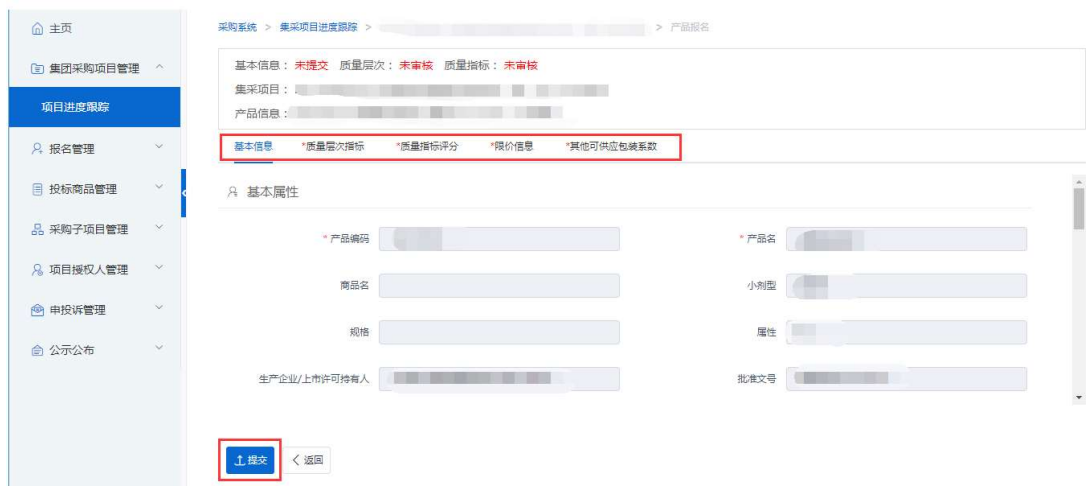 主页
集团采购项目管理
项目进度跟踪
报名管理
投标商品管理
采购子项目管理
项目授权人管理
申投诉管理
公示公布
采购系统 > 集采项目进度跟踪 > > 产品报名
基本信息：未提交 质量层次：未审核 质量指标：未审核
集采项目：
产品信息：
基本信息 *质量层次指标 *质量指标评分 *限价信息 *其他可供应包装系数
基本属性
* 产品编码 * 产品名
商品名 小剂型
规格 属性
生产企业/上市许可持有人 批准文号
提交 返回